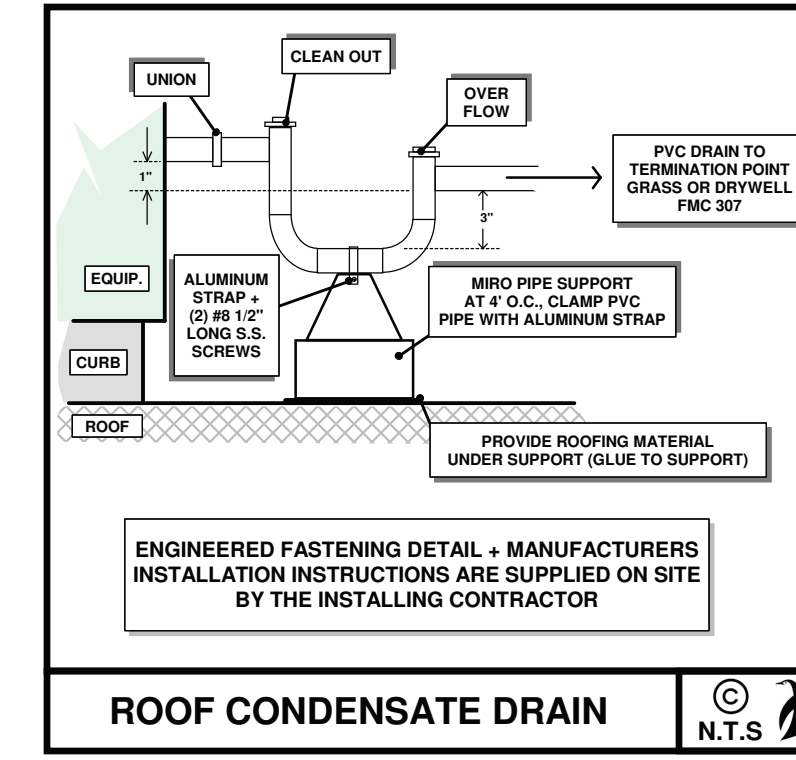 CLEAN OUT
UNION
OVER
FLOW
1"
3"
PVC DRAIN TO
TERMINATION POINT
GRASS OR DRYWELL
FMC 307
EQUIP.
ALUMINUM
STRAP +
(2) #8 1/2"
LONG S.S.
SCREWS
MIRO PIPE SUPPORT
AT 4' O.C., CLAMP PVC
PIPE WITH ALUMINUM STRAP
CURB
ROOF
PROVIDE ROOFING MATERIAL
UNDER SUPPORT (GLUE TO SUPPORT)
ENGINEERED FASTENING DETAIL + MANUFACTURERS
INSTALLATION INSTRUCTIONS ARE SUPPLIED ON SITE
BY THE INSTALLING CONTRACTOR
ROOF CONDENSATE DRAIN
©
N.T.S